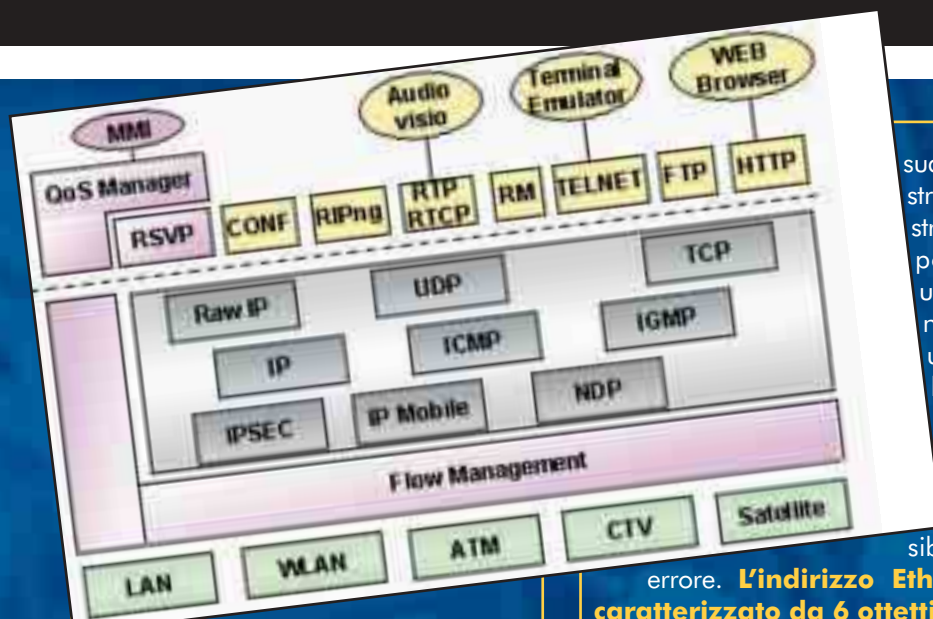 MMI
Audio
visio
Terminal
Emulator
WEB
Browser
QoS Manager
RSVP
CONF
RIPng
RTP
RTCP
RM
TELNET
FTP
HTTP
Raw IP
UDP
TCP
IP
ICMP
IGMP
IPSEC
IP Mobile
NDP
Flow Management
LAN
WLAN
ATM
CTV
Satellite
errore. L'indirizzo Eth
caratterizzato da 6 ottetti